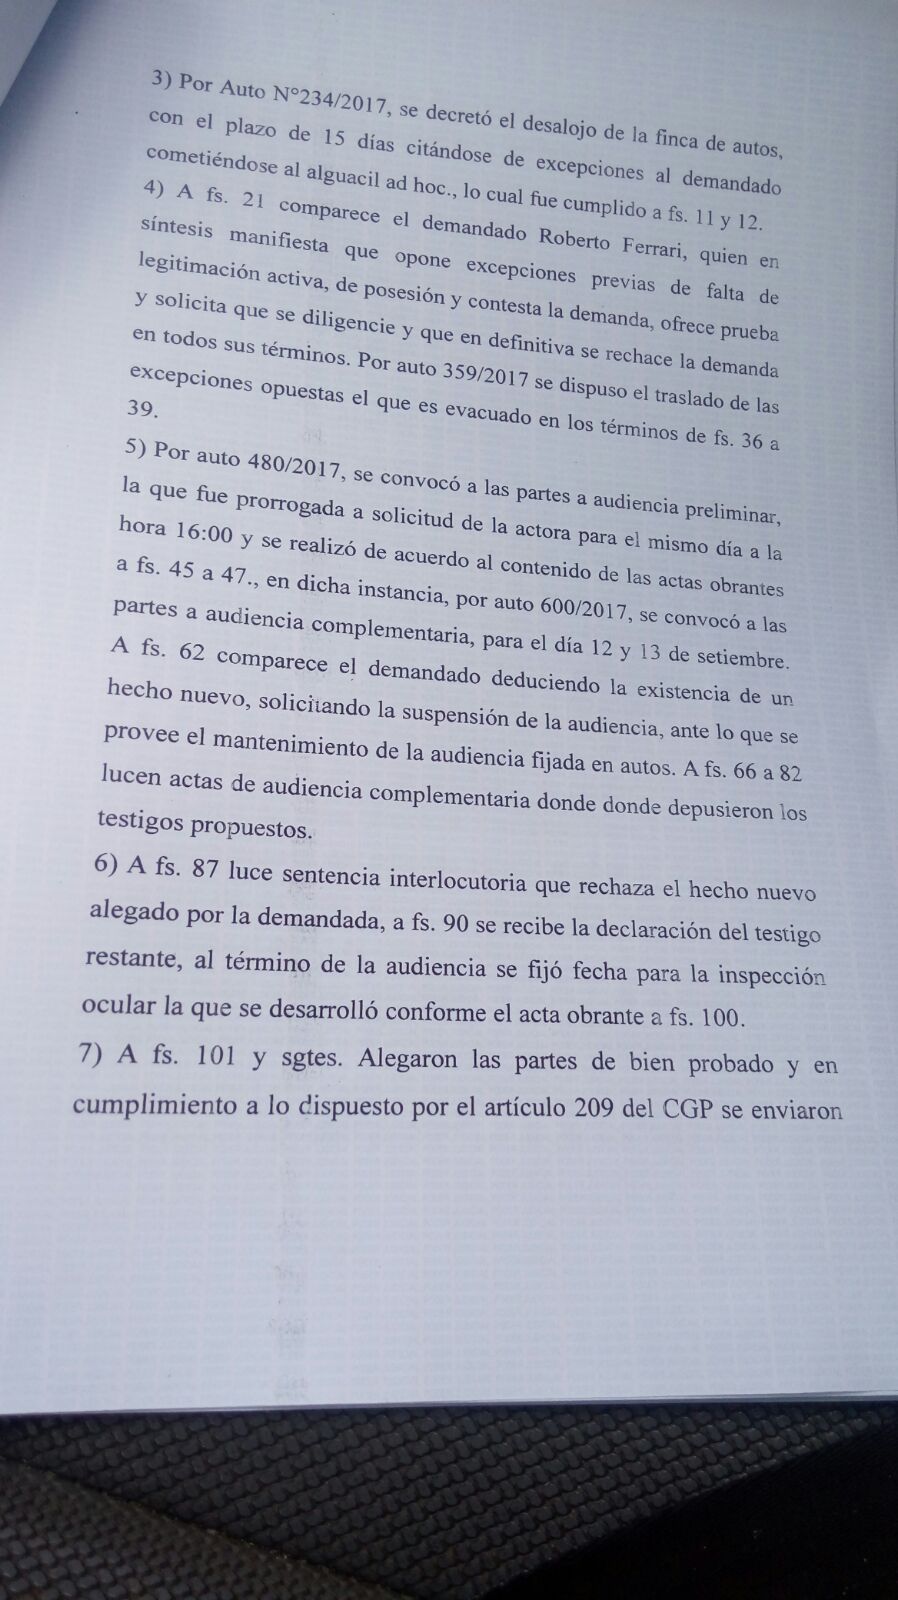 3) Por Auto N°234/2017, se decretó el desalojo de la finca de autos,
con el plazo de 15 días citándose de excepciones al demandado
cometiéndose al alguacil ad hoc., lo cual fue cumplido a fs. 11 y 12.
4) A fs. 21 comparece el demandado Roberto Ferrari, quien en
síntesis manifiesta que opone excepciones previas de falta de
legitimación activa, de posesión y contesta la demanda, ofrece prueba
y solicita que se diligencie y que en definitiva se rechace la demanda
en todos sus términos. Por auto 359/2017 se dispuso el traslado de las
excepciones opuestas el que es evacuado en los términos de fs. 36 a
39.
5) Por auto 480/2017, se convocó a las partes a audiencia preliminar,
la que fue prorrogada a solicitud de la actora para el mismo día a la
hora 16:00 y se realizó de acuerdo al contenido de las actas obrantes
a fs. 45 a 47., en dicha instancia, por auto 600/2017, se convocó a las
partes a audiencia complementaria, para el día 12 y 13 de setiembre.
A fs. 62 comparece el demandado deduciendo la existencia de un
hecho nuevo, solicitando la suspensión de la audiencia, ante lo que se
provee el mantenimiento de la audiencia fijada en autos. A fs. 66 a 82
lucen actas de audiencia complementaria donde donde depusieron los
testigos propuestos.
6) A fs. 87 luce sentencia interlocutoria que rechaza el hecho nuevo
alegado por la demandada, a fs. 90 se recibe la declaración del testigo
restante, al término de la audiencia se fijó fecha para la inspección
ocular la que se desarrolló conforme el acta obrante a fs. 100.
7) A fs. 101 y sgtes. Alegaron las partes de bien probado y en
cumplimiento a lo dispuesto por el artículo 209 del CGP se enviaron